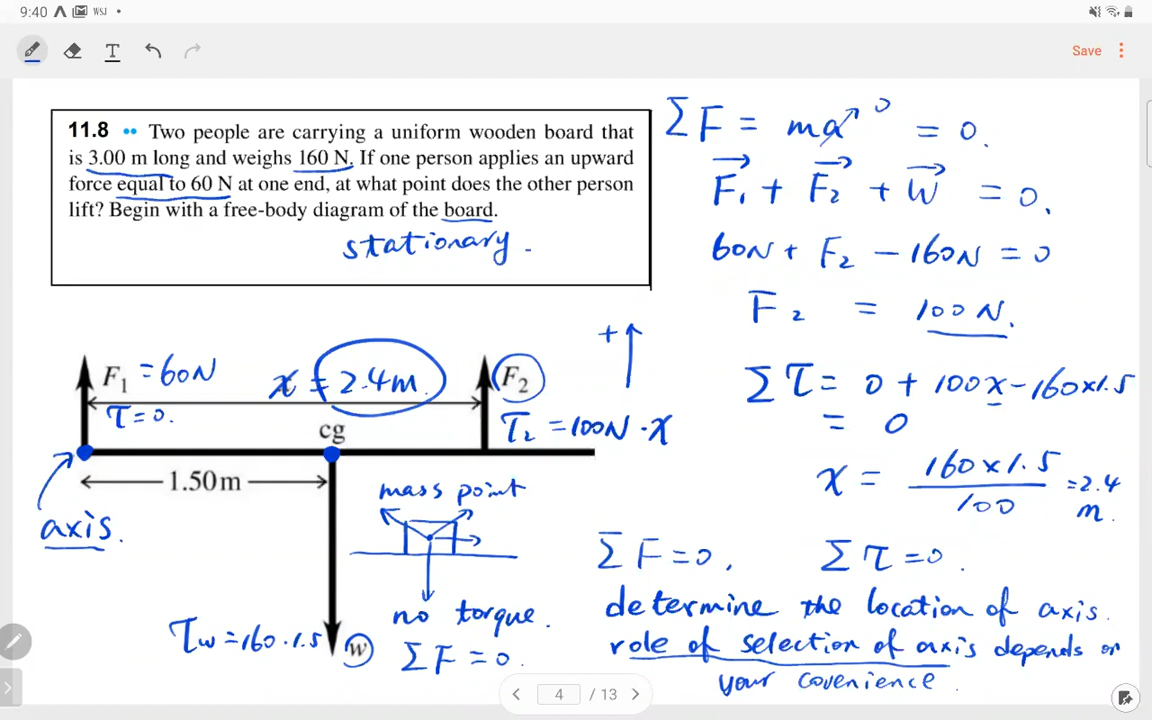 9:40 WSJ
T
Save
11.8 •• Two people are carrying a uniform wooden board that
is 3.00 m long and weighs 160 N. If one person applies an upward
force equal to 60 N at one end, at what point does the other person
lift? Begin with a free-body diagram of the board.
stationary.
ΣF = ma 0 = 0.
F₁ + F₂ + W = 0.
60N + F₂ - 160N = 0
F₂ = 100 N.
+
F₁ = 60N
τ = 0.
x = 2.4m
F₂
τ₂ = 100N · x
cg
1.50 m
axis.
mass point
no torque.
ΣF = 0.
τw = 160 · 1.5
w
Στ = 0 + 100x - 160×1.5
= 0
x = 160×1.5 / 100 = 2.4
m.
ΣF = 0, Στ = 0.
determine the location of axis.
role of selection of axis depends on
your covenience.
4 / 13